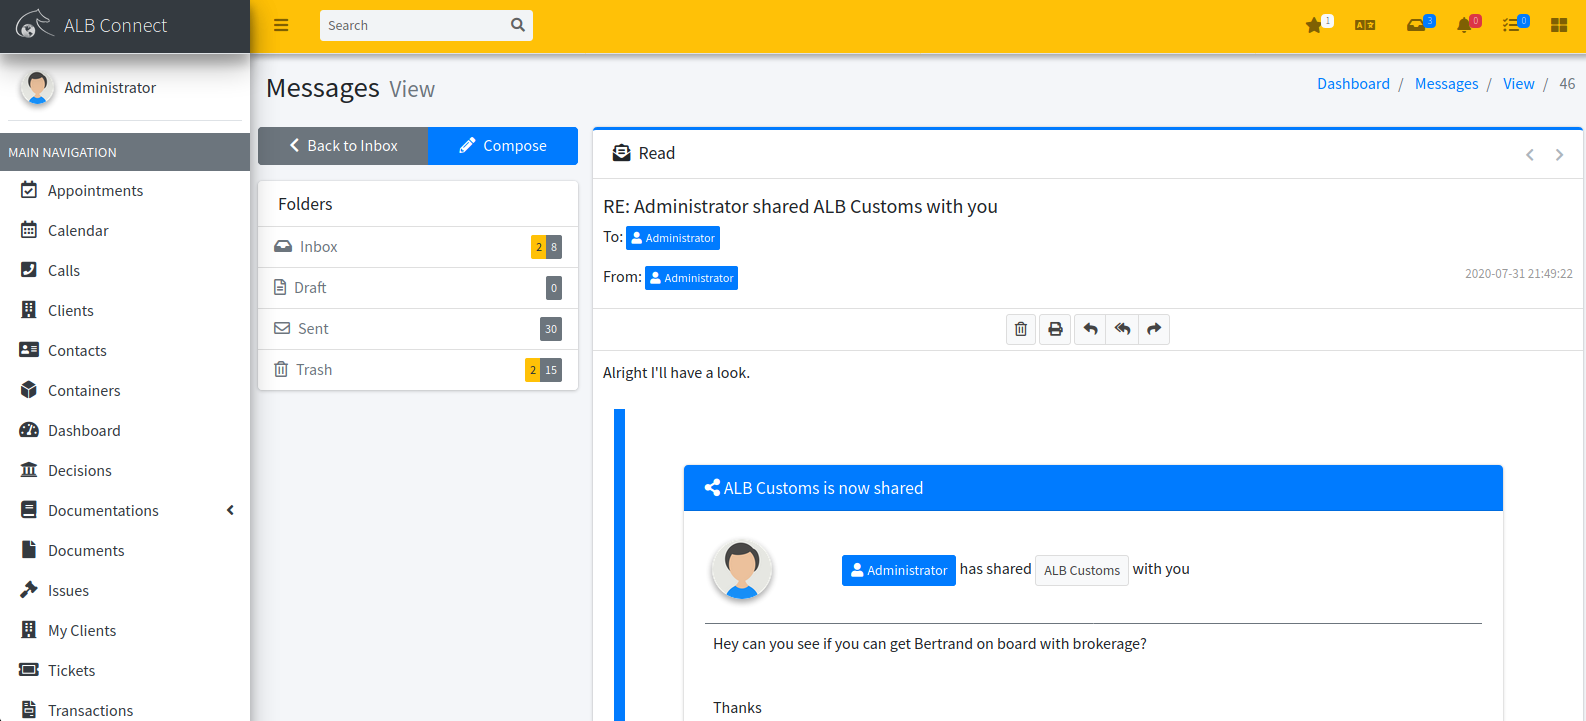 ALB Connect
Search
1
3
0
0
Administrator
MAIN NAVIGATION
Appointments
Calendar
Calls
Clients
Contacts
Containers
Dashboard
Decisions
Documentations
Documents
Issues
My Clients
Tickets
Transactions
Messages View
Dashboard / Messages / View / 46
Back to Inbox
Compose
Folders
Inbox 2 8
Draft 0
Sent 30
Trash 2 15
Read
RE: Administrator shared ALB Customs with you
To: Administrator
From: Administrator 2020-07-31 21:49:22
Alright I'll have a look.
ALB Customs is now shared
Administrator has shared ALB Customs with you
Hey can you see if you can get Bertrand on board with brokerage?
Thanks